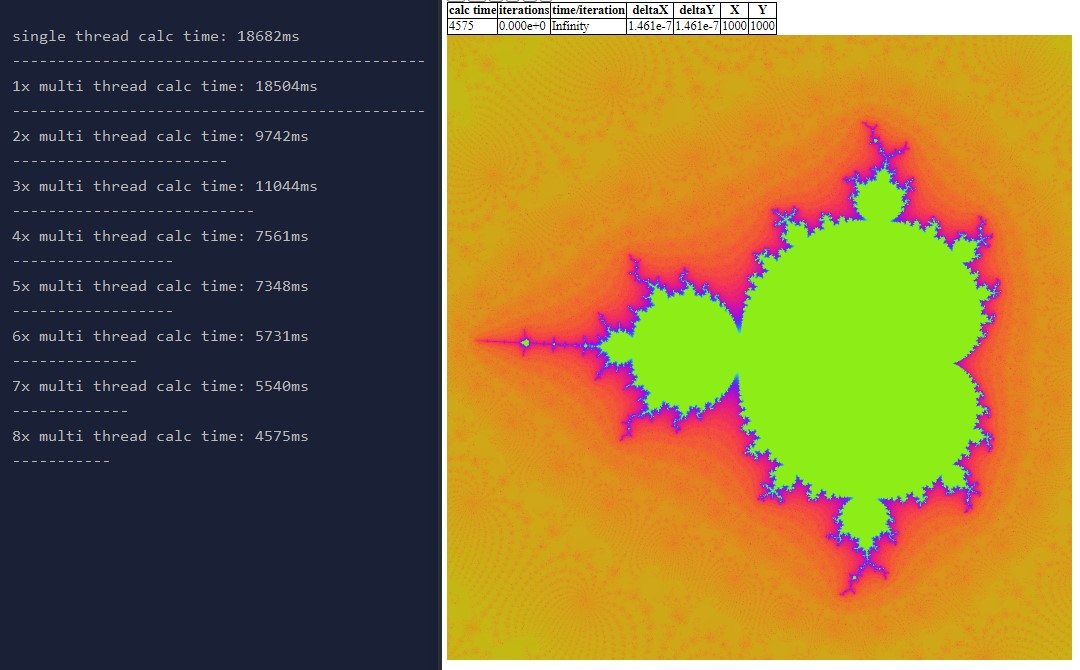 single thread calc time: 18682ms
----------------------------------------------
1x multi thread calc time: 18504ms
----------------------------------------------
2x multi thread calc time: 9742ms
------------------------
3x multi thread calc time: 11044ms
---------------------------
4x multi thread calc time: 7561ms
------------------
5x multi thread calc time: 7348ms
------------------
6x multi thread calc time: 5731ms
--------------
7x multi thread calc time: 5540ms
-------------
8x multi thread calc time: 4575ms
-----------
calc time iterations time/iteration deltaX deltaY X Y
4575 0.000e+0 Infinity 1.461e-7 1.461e-7 1000 1000